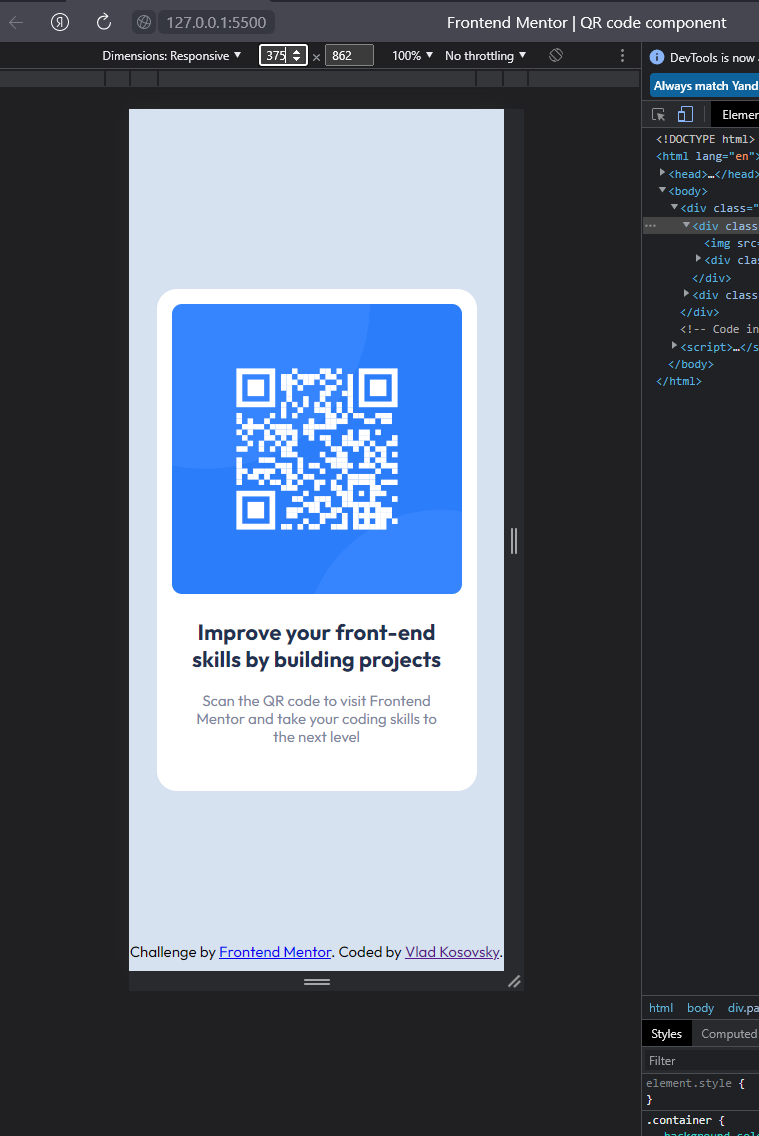 127.0.0.1:5500
Frontend Mentor | QR code component
Dimensions: Responsive ▼ 375 × 862 100% ▼ No throttling ▼
DevTools is now
Always match Yand
Elemen
<!DOCTYPE html>
<html lang="en">
<head>…</head>
<body>
<div class="
<div class
<img src=
<div clas
</div>
<div class
</div>
<!-- Code in
<script>…</s
</body>
</html>
Improve your front-end
skills by building projects
Scan the QR code to visit Frontend
Mentor and take your coding skills to
the next level
Challenge by Frontend Mentor. Coded by Vlad Kosovsky.
html body div.pa
Styles Computed
Filter
element.style {
}
.container {